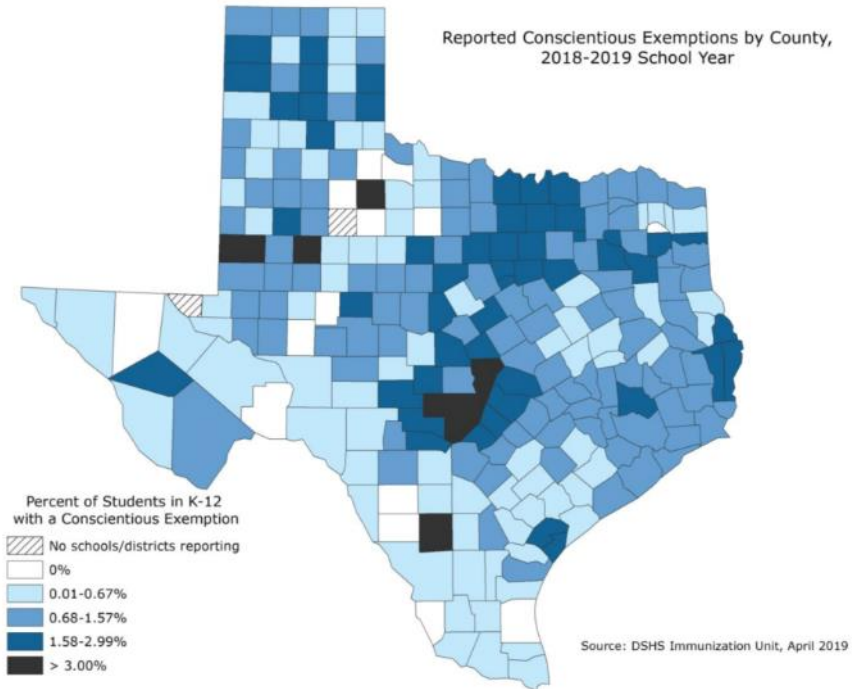 Reported Conscientious Exemptions by County,
2018-2019 School Year
Percent of Students in K-12
with a Conscientious Exemption
No schools/districts reporting
0%
0.01-0.67%
0.68-1.57%
1.58-2.99%
> 3.00%
Source: DSHS Immunization Unit, April 2019